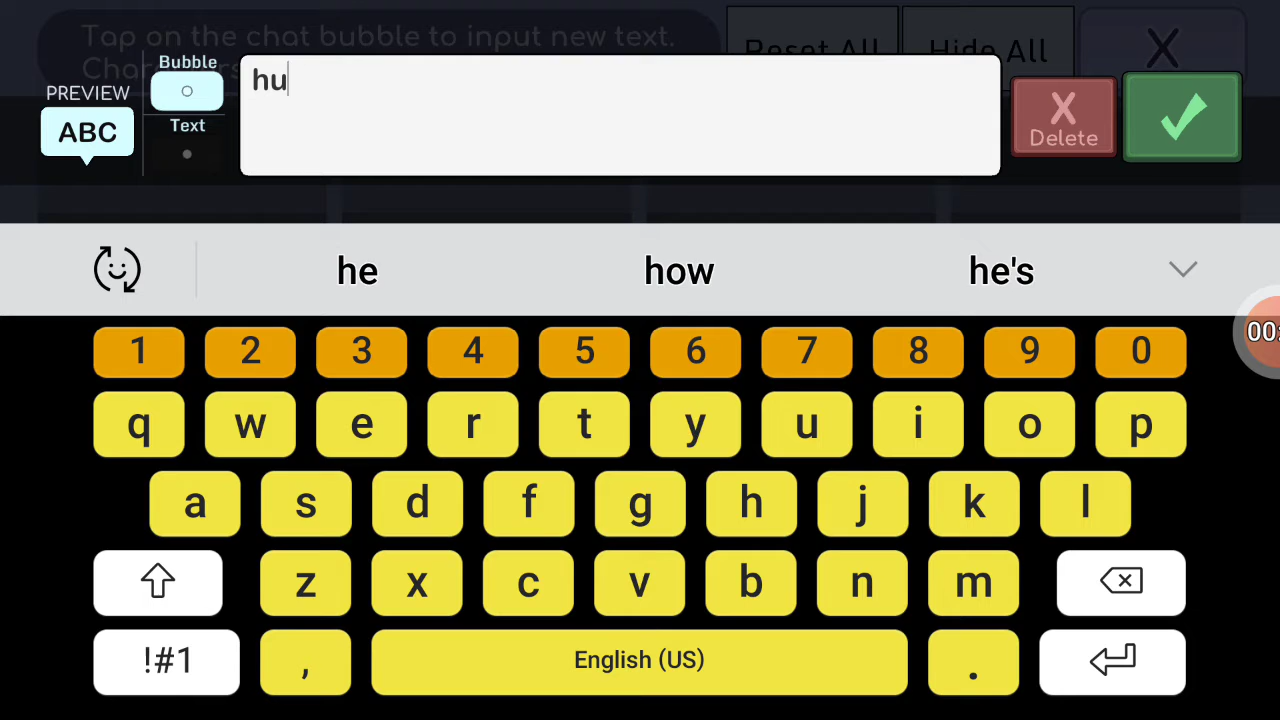 Tap on the chat bubble to input new text.
Reset All
Hide All
X
Bubble
PREVIEW
ABC
Text
hu
X
Delete
he
how
he's
00:
1 2 3 4 5 6 7 8 9 0
q w e r t y u i o p
a s d f g h j k l
z x c v b n m
!#1 , English (US) .